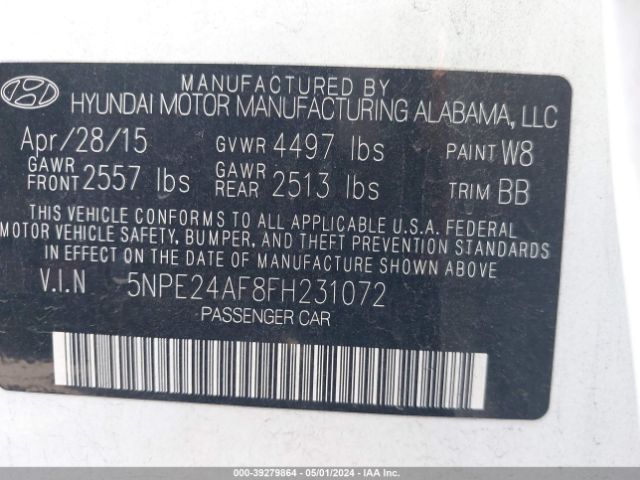 MANUFACTURED BY
HYUNDAI MOTOR MANUFACTURING ALABAMA, LLC
Apr/28/15 GVWR 4497 lbs PAINT W8
GAWR FRONT 2557 lbs GAWR REAR 2513 lbs TRIM BB
THIS VEHICLE CONFORMS TO ALL APPLICABLE U.S.A. FEDERAL
MOTOR VEHICLE SAFETY, BUMPER, AND THEFT PREVENTION STANDARDS
IN EFFECT ON THE DATE OF MANUFACTURE SHOWN ABOVE.
V.I.N 5NPE24AF8FH231072
PASSENGER CAR
000-39279864 - 05/01/2024 - IAA Inc.